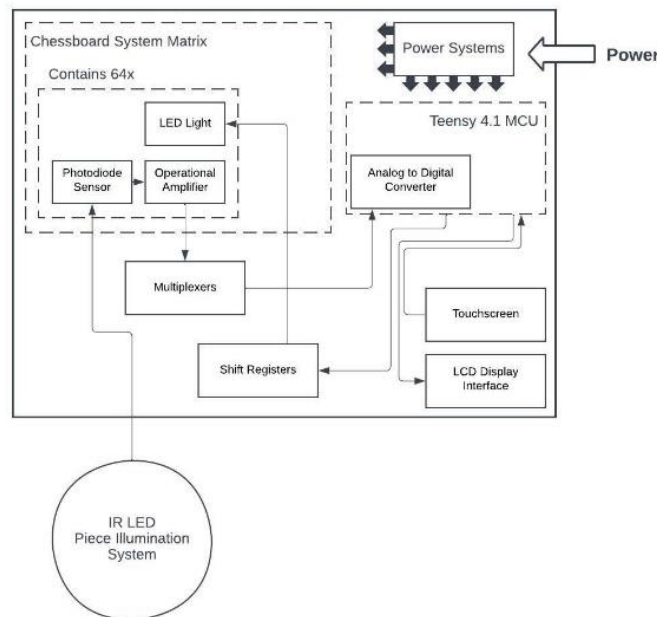 Chessboard System Matrix
Power Systems
Power
Contains 64x
Teensy 4.1 MCU
LED Light
Photodiode
Sensor
Operational
Amplifier
Analog to Digital
Converter
Multiplexers
Touchscreen
Shift Registers
LCD Display
Interface
IR LED
Piece Illumination
System